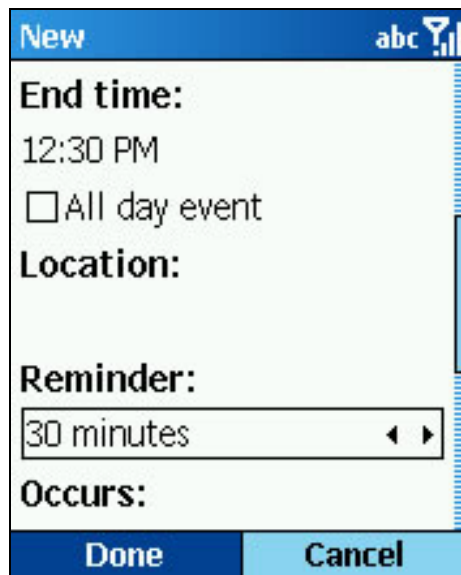 New abc
End time:
12:30 PM
All day event
Location:
Reminder:
30 minutes
Occurs:
Done Cancel